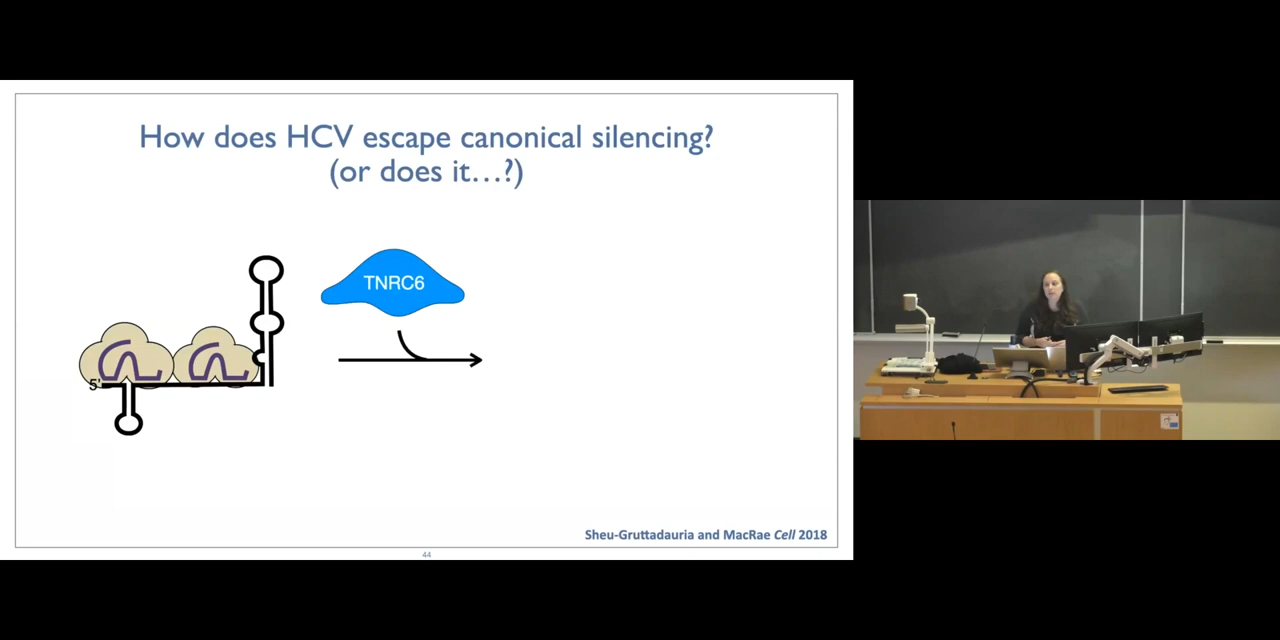 How does HCV escape canonical silencing?
(or does it…?)
TNRC6
5'
Sheu-Gruttadauria and MacRae Cell 2018
44